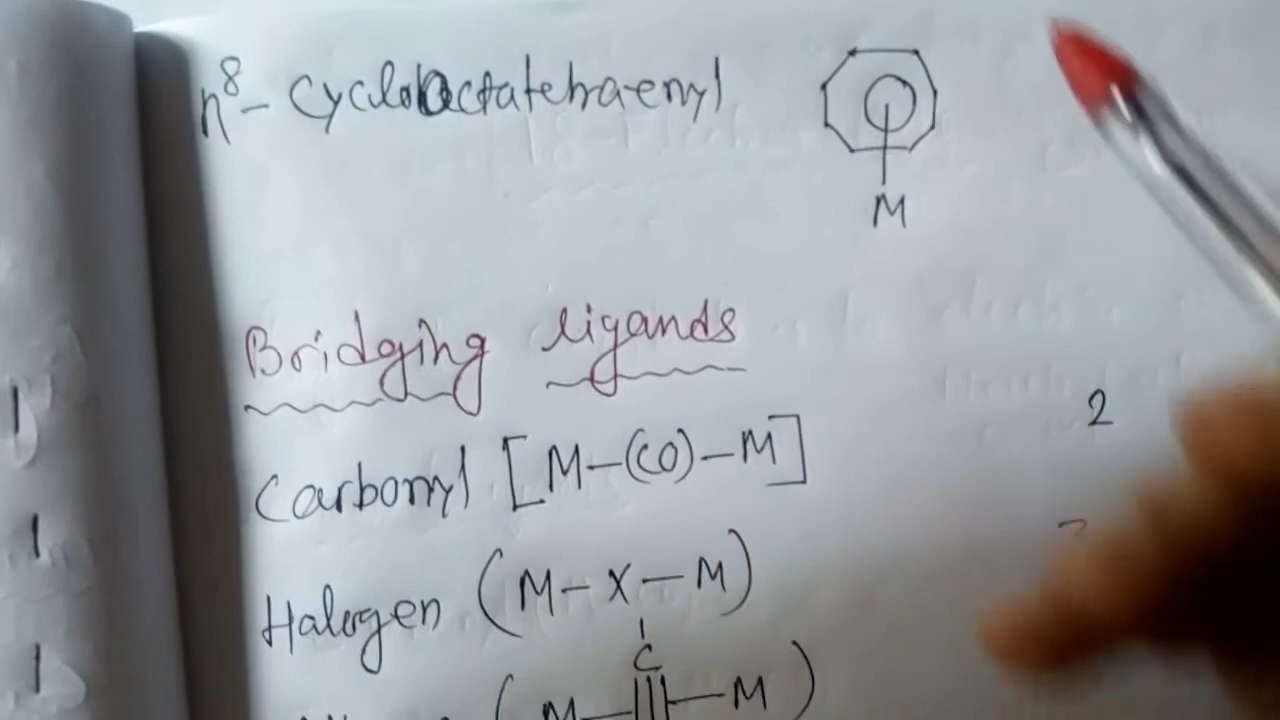 η⁸- Cyclooctatetraenyl
M
Bridging ligands
Carbonyl [M-(CO)-M] 2
Halogen (M-X-M)
C
(M-|||-M)